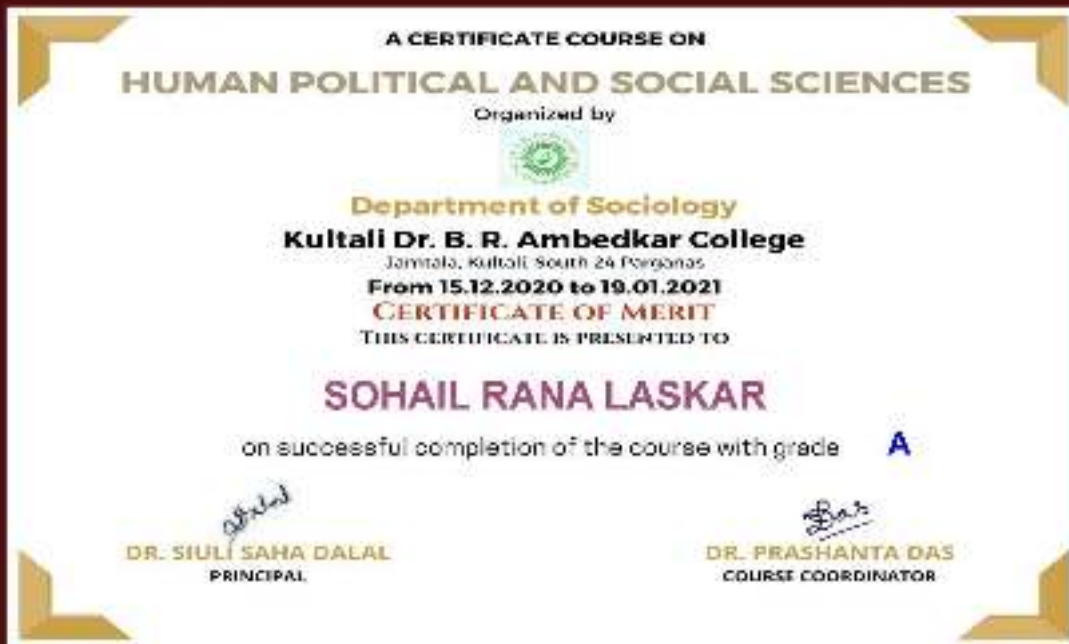 A CERTIFICATE COURSE ON
HUMAN POLITICAL AND SOCIAL SCIENCES
Organized by
Department of Sociology
Kultali Dr. B. R. Ambedkar College
Jamtala, Kultali, South 24 Parganas
From 15.12.2020 to 19.01.2021
CERTIFICATE OF MERIT
THIS CERTIFICATE IS PRESENTED TO
SOHAIL RANA LASKAR
on successful completion of the course with grade A
DR. SIULI SAHA DALAL
PRINCIPAL
Das
DR. PRASHANTA DAS
COURSE COORDINATOR